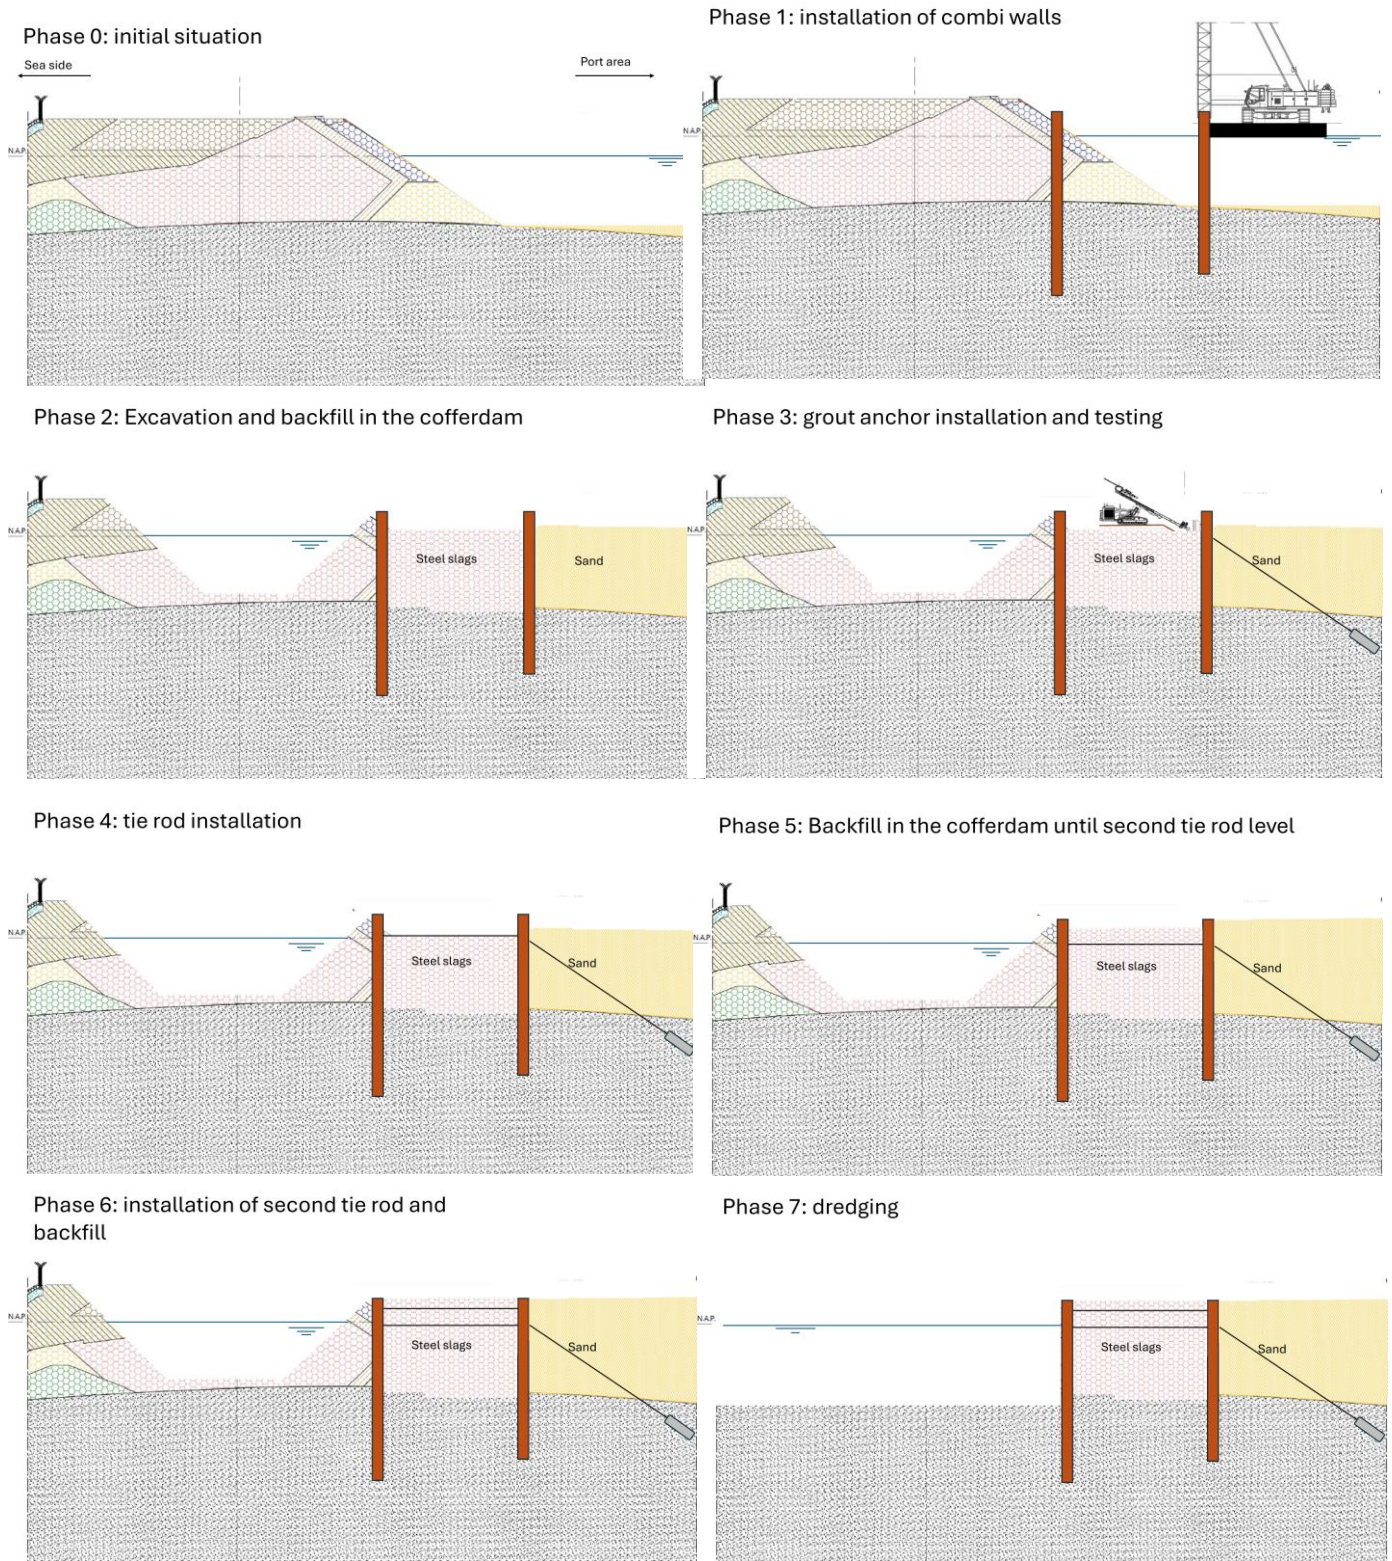 Phase 0: initial situation
Sea side
Port area
N.A.P.
Phase 1: installation of combi walls
N.A.P.
Phase 2: Excavation and backfill in the cofferdam
N.A.P.
Steel slags
Sand
Phase 3: grout anchor installation and testing
N.A.P.
Steel slags
Sand
Phase 4: tie rod installation
N.A.P.
Steel slags
Sand
Phase 5: Backfill in the cofferdam until second tie rod level
N.A.P.
Steel slags
Sand
Phase 6: installation of second tie rod and
backfill
N.A.P.
Steel slags
Sand
Phase 7: dredging
N.A.P.
Steel slags
Sand